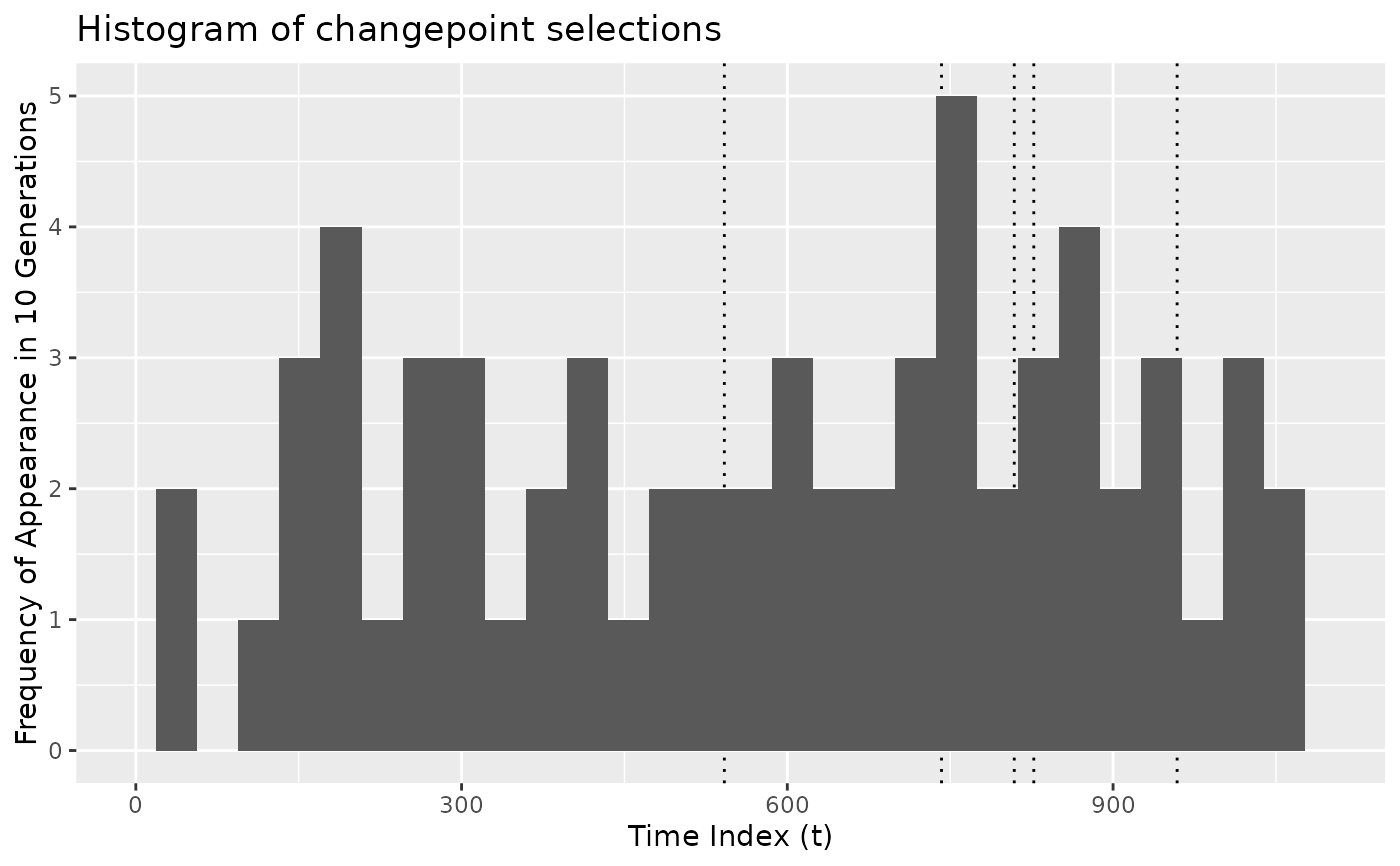 Histogram of changepoint selections
Frequency of Appearance in 10 Generations
5
4
3
2
1
0
0 300 600 900
Time Index (t)